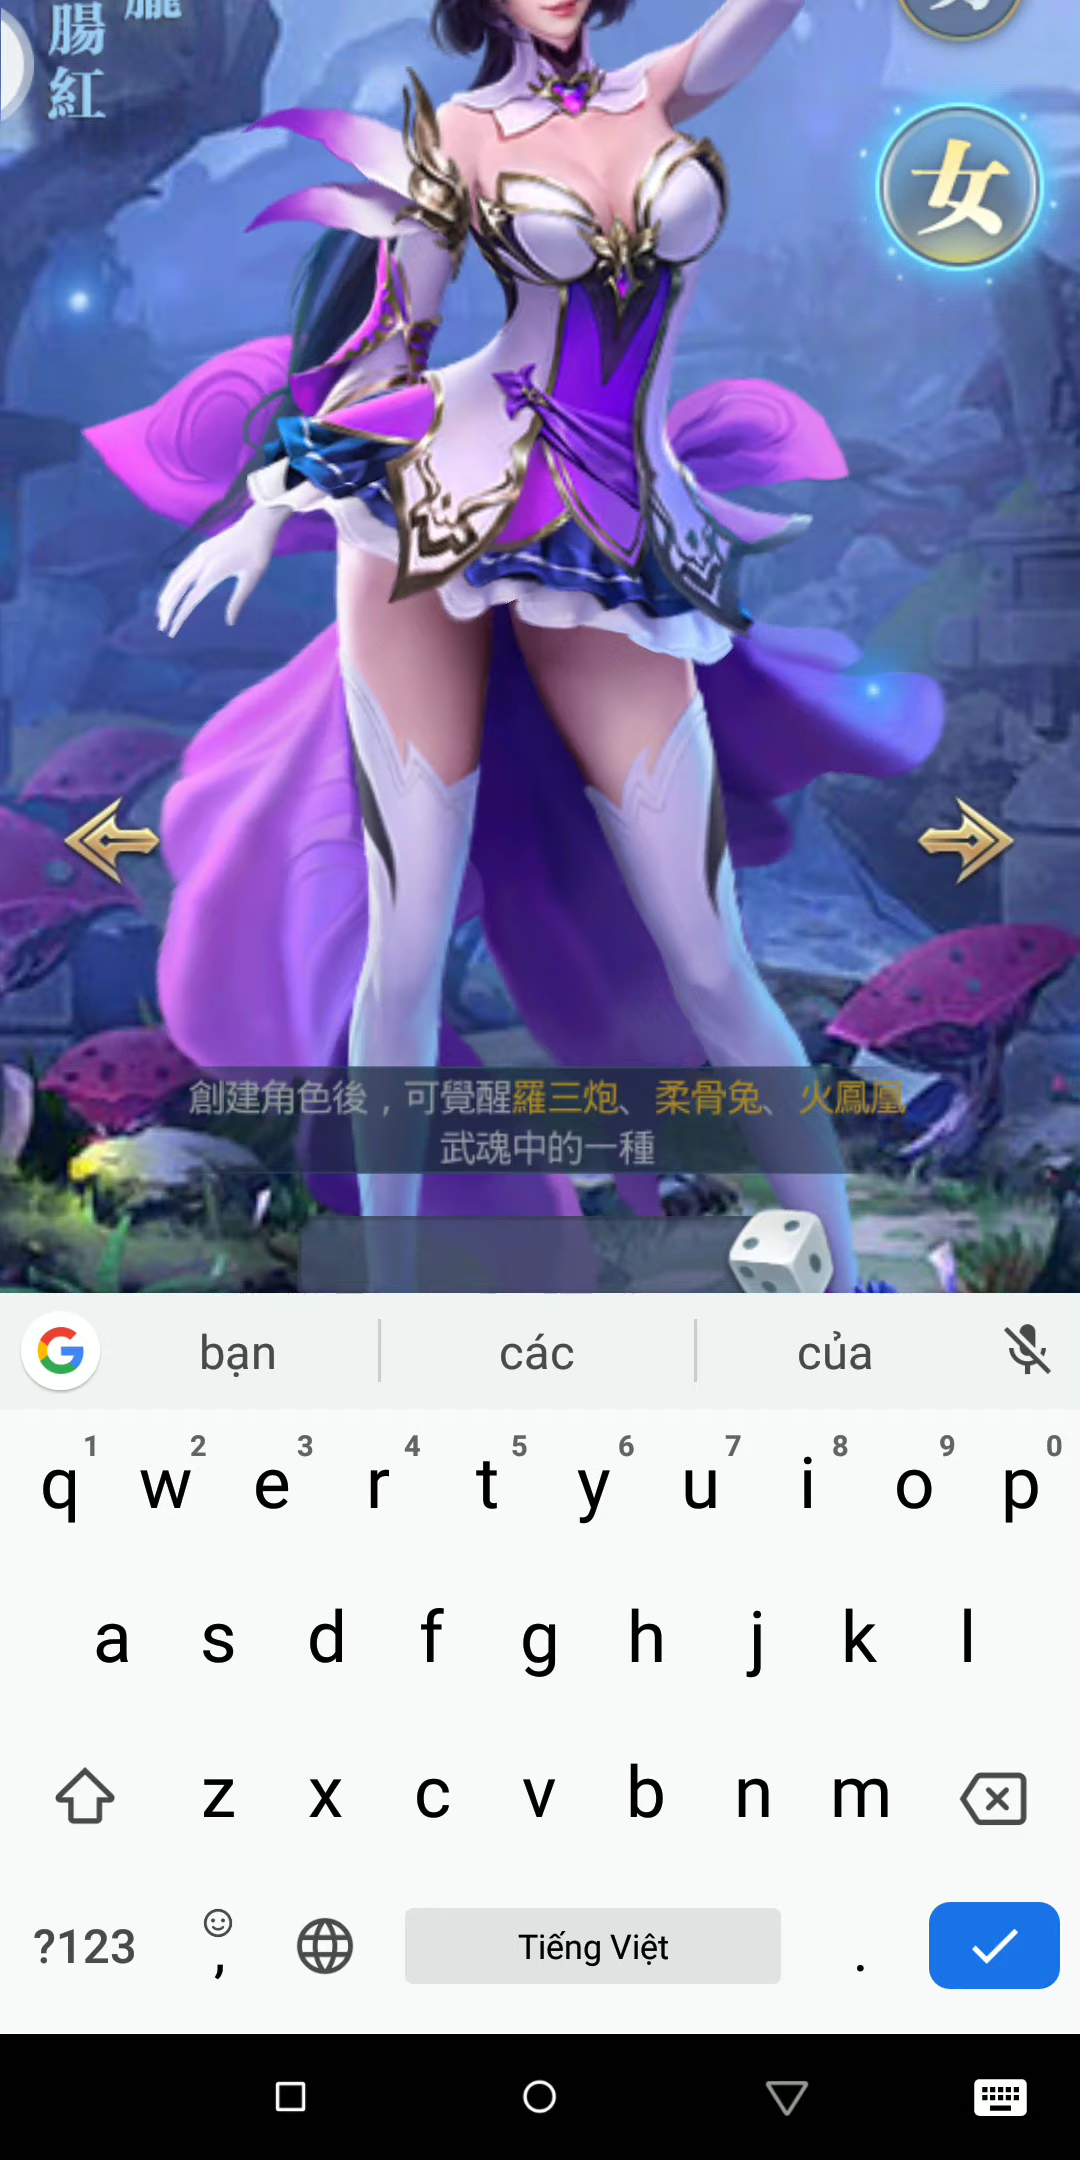 腸紅
女
創建角色後，可覺醒羅三炮、柔骨兔、火鳳凰
武魂中的一種
bạn các của
1 2 3 4 5 6 7 8 9 0
q w e r t y u i o p
a s d f g h j k l
z x c v b n m
?123 , Tiếng Việt .